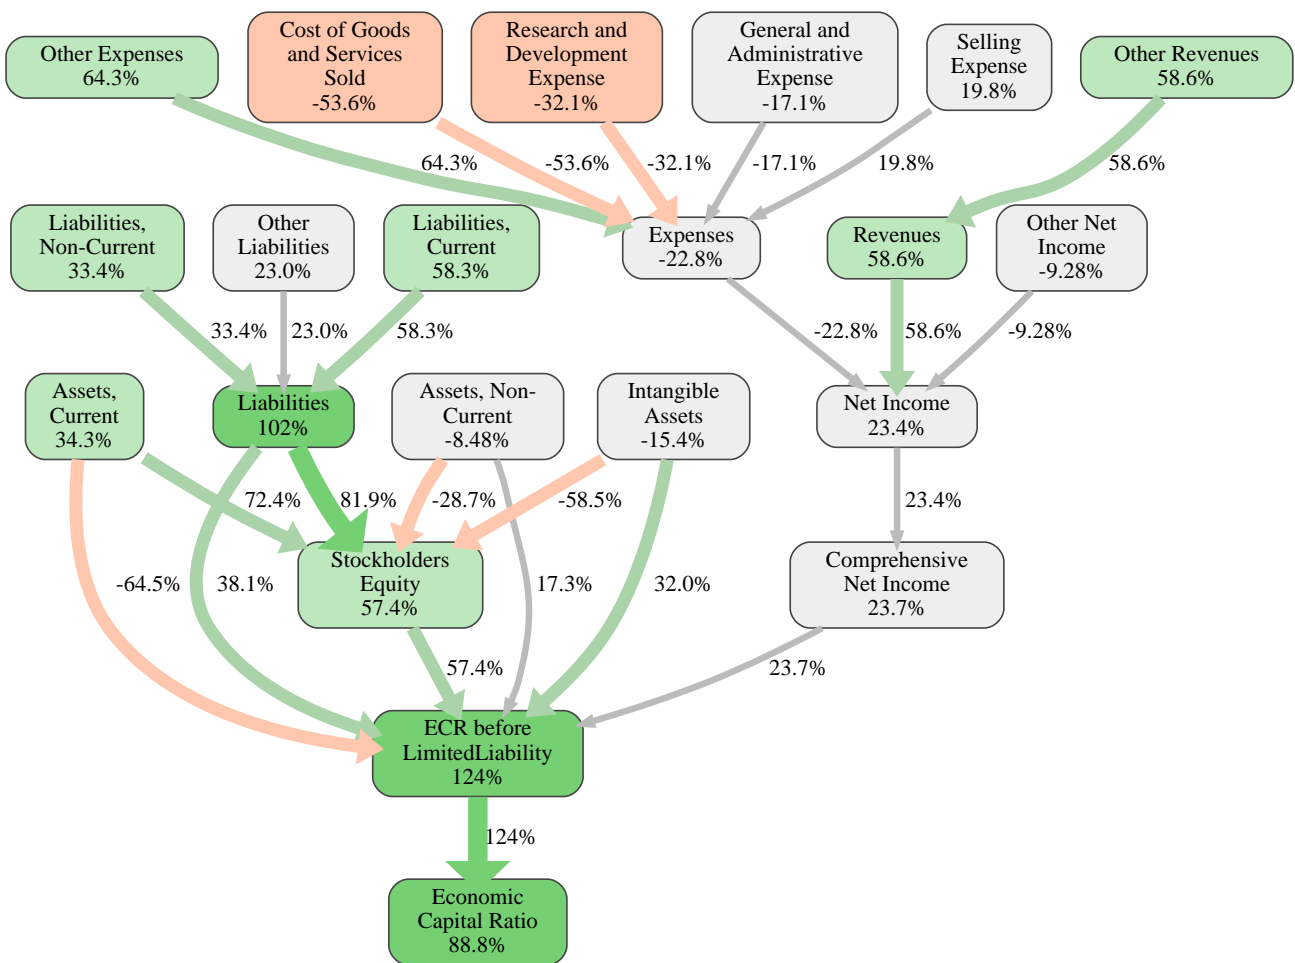 Other Expenses
64.3%
Cost of Goods
and Services
Sold
-53.6%
Research and
Development
Expense
-32.1%
General and
Administrative
Expense
-17.1%
Selling
Expense
19.8%
Other Revenues
58.6%
64.3%
-53.6%
-32.1%
-17.1%
19.8%
58.6%
Liabilities,
Non-Current
33.4%
Other
Liabilities
23.0%
Liabilities,
Current
58.3%
Expenses
-22.8%
Revenues
58.6%
Other Net
Income
-9.28%
33.4%
23.0%
58.3%
-22.8%
58.6%
-9.28%
Assets,
Current
34.3%
Liabilities
102%
Assets, Non-
Current
-8.48%
Intangible
Assets
-15.4%
Net Income
23.4%
72.4%
81.9%
-28.7%
-58.5%
23.4%
Stockholders
Equity
57.4%
Comprehensive
Net Income
23.7%
-64.5%
38.1%
17.3%
32.0%
57.4%
23.7%
ECR before
LimitedLiability
124%
124%
Economic
Capital Ratio
88.8%